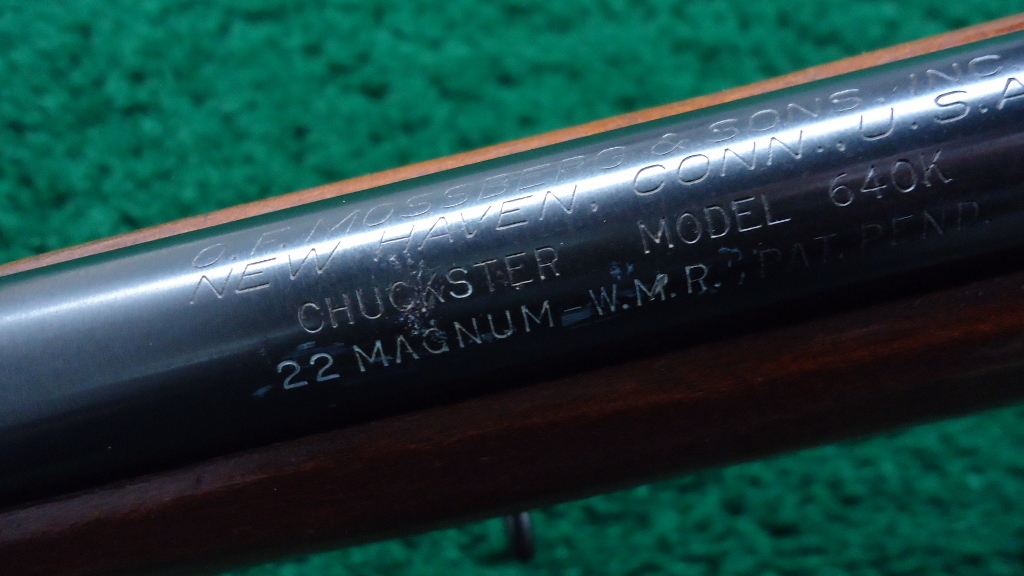 O.F. MOSSBERG & SONS, INC.
NEW HAVEN, CONN., U.S.A
CHUCKSTER MODEL 640K
22 MAGNUM-W.M.R. PAT. PEND.